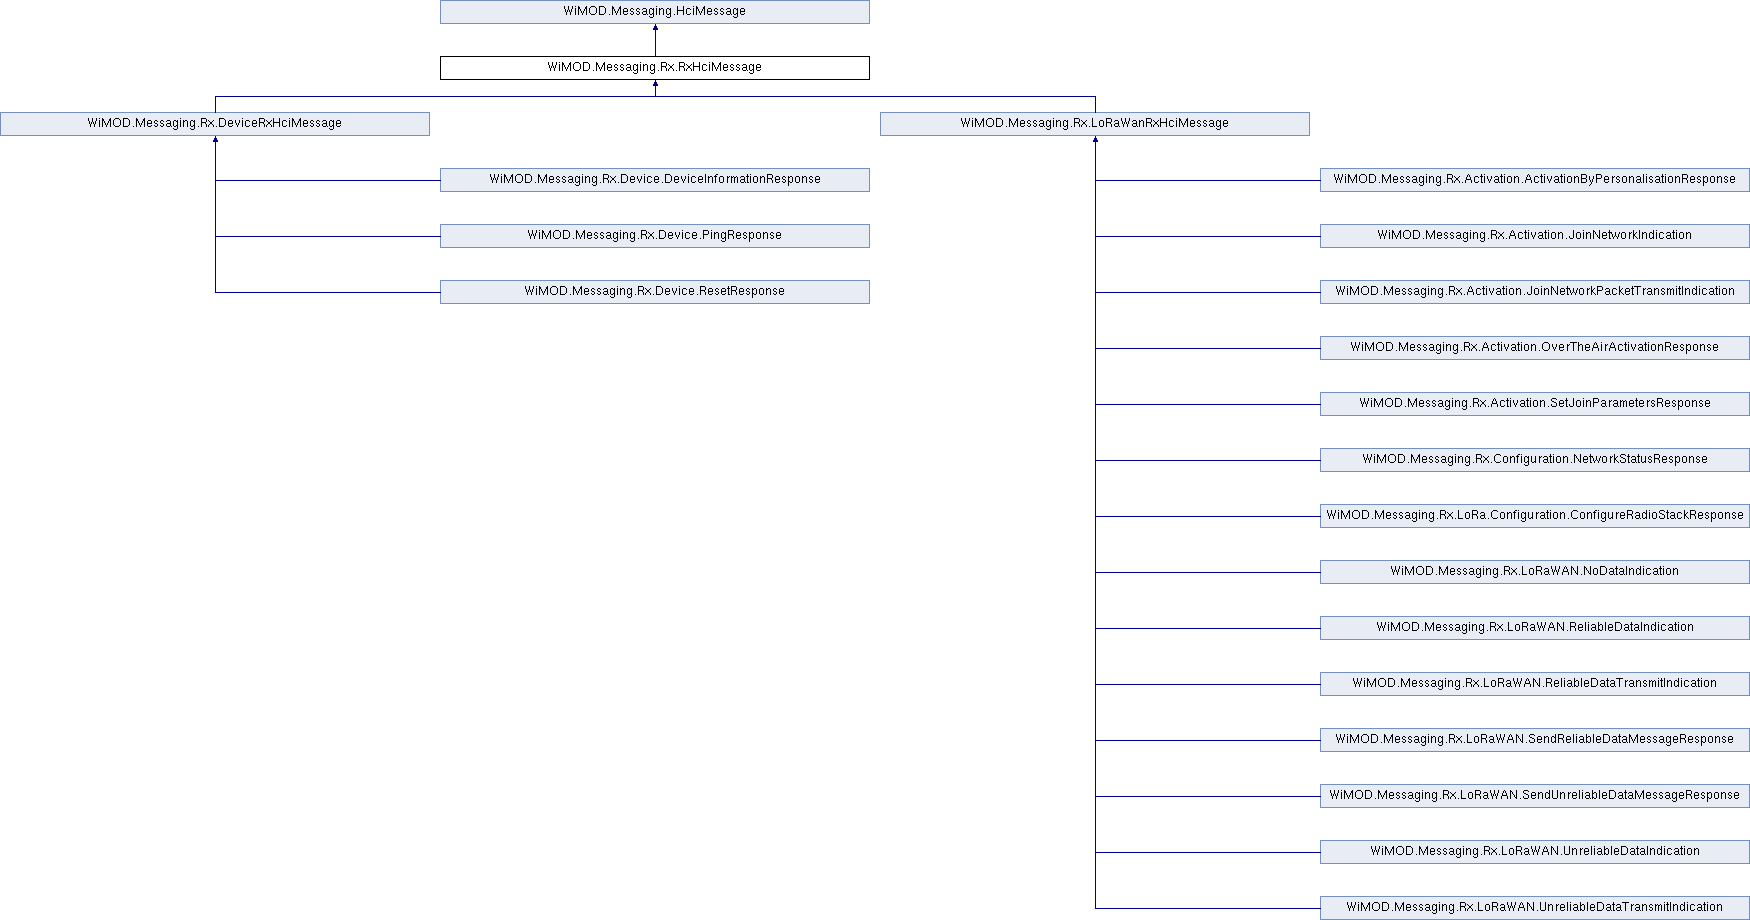 WiMOD.Messaging.HciMessage
WiMOD.Messaging.Rx.RxHciMessage
WiMOD.Messaging.Rx.DeviceRxHciMessage
WiMOD.Messaging.Rx.LoRaWanRxHciMessage
WiMOD.Messaging.Rx.Device.DeviceInformationResponse
WiMOD.Messaging.Rx.Activation.ActivationByPersonalisationResponse
WiMOD.Messaging.Rx.Device.PingResponse
WiMOD.Messaging.Rx.Activation.JoinNetworkIndication
WiMOD.Messaging.Rx.Device.ResetResponse
WiMOD.Messaging.Rx.Activation.JoinNetworkPacketTransmitIndication
WiMOD.Messaging.Rx.Activation.OverTheAirActivationResponse
WiMOD.Messaging.Rx.Activation.SetJoinParametersResponse
WiMOD.Messaging.Rx.Configuration.NetworkStatusResponse
WiMOD.Messaging.Rx.LoRa.Configuration.ConfigureRadioStackResponse
WiMOD.Messaging.Rx.LoRaWAN.NoDataIndication
WiMOD.Messaging.Rx.LoRaWAN.ReliableDataIndication
WiMOD.Messaging.Rx.LoRaWAN.ReliableDataTransmitIndication
WiMOD.Messaging.Rx.LoRaWAN.SendReliableDataMessageResponse
WiMOD.Messaging.Rx.LoRaWAN.SendUnreliableDataMessageResponse
WiMOD.Messaging.Rx.LoRaWAN.UnreliableDataIndication
WiMOD.Messaging.Rx.LoRaWAN.UnreliableDataTransmitIndication